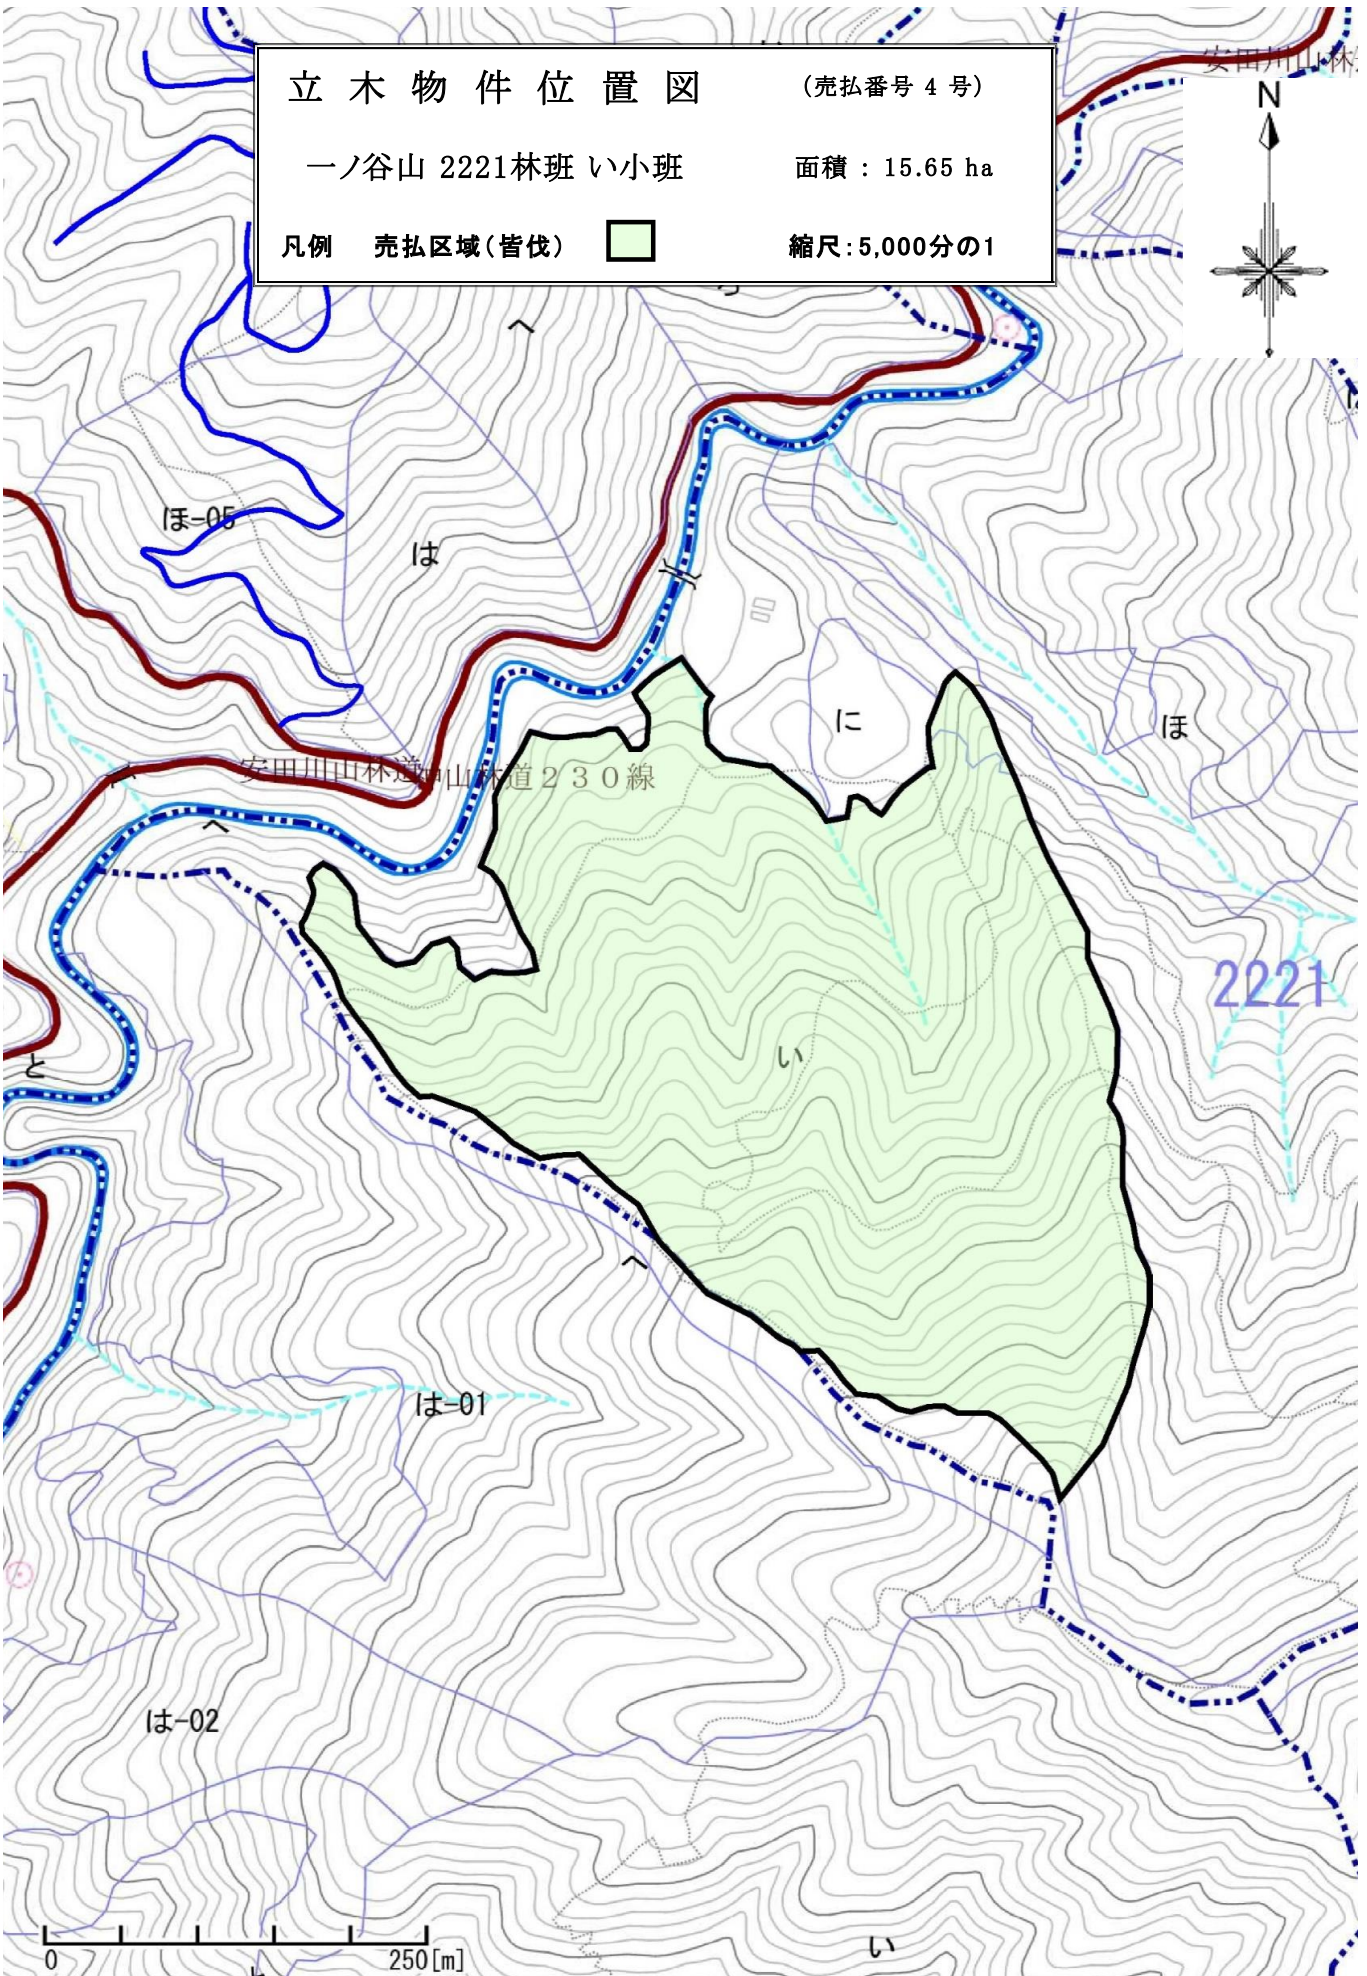 立木物件位置図 (売払番号 4 号)
一ノ谷山 2221林班 い小班 面積 : 15.65 ha
凡例 売払区域(皆伐) 縮尺:5,000分の1
N
へ
ほ-05
は
に
ほ
安田川山林道
山林道230線
へ
2221
と
い
へ
は-01
は-02
い
0 250[m]